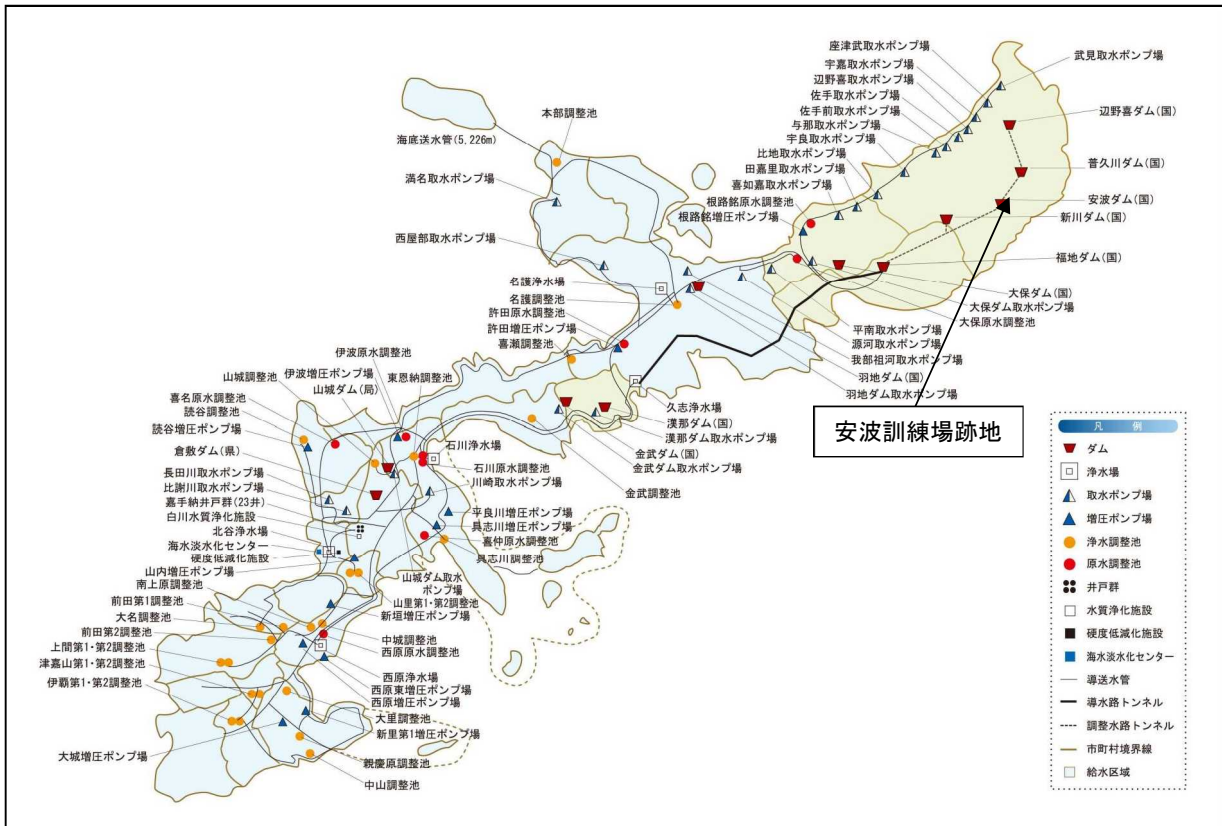 座津武取水ポンプ場
武見取水ポンプ場
宇嘉取水ポンプ場
辺野喜取水ポンプ場
佐手取水ポンプ場
辺野喜ダム(国)
本部調整池
佐手前取水ポンプ場
与那取水ポンプ場
海底送水管(5,226m)
宇良取水ポンプ場
普久川ダム(国)
比地取水ポンプ場
満名取水ポンプ場
田嘉里取水ポンプ場
喜如嘉取水ポンプ場
安波ダム(国)
根路銘原水調整池
新川ダム(国)
根路銘増圧ポンプ場
西屋部取水ポンプ場
福地ダム(国)
名護浄水場
大保ダム(国)
名護調整池
大保ダム取水ポンプ場
許田原水調整池
大保原水調整池
許田増圧ポンプ場
平南取水ポンプ場
喜瀬調整池
源河取水ポンプ場
伊波原水調整池
我部祖河取水ポンプ場
伊波増圧ポンプ場
東恩納調整池
羽地ダム(国)
山城調整池
山城ダム(局)
羽地ダム取水ポンプ場
喜名原水調整池
久志浄水場
読谷調整池
漢那ダム(国)
読谷増圧ポンプ場
漢那ダム取水ポンプ場
石川浄水場
金武ダム(国)
倉敷ダム(県)
石川原水調整池
金武ダム取水ポンプ場
長田川取水ポンプ場
川崎取水ポンプ場
金武調整池
比謝川取水ポンプ場
嘉手納井戸群(23井)
平良川増圧ポンプ場
白川水質浄化施設
具志川増圧ポンプ場
北谷浄水場
喜仲原水調整池
海水淡水化センター
具志川調整池
硬度低減化施設
山内増圧ポンプ場
山城ダム取水
ポンプ場
南上原調整池
山里第1・第2調整池
前田第1調整池
新垣増圧ポンプ場
大名調整池
中城調整池
前田第2調整池
西原原水調整池
上間第1・第2調整池
西原浄水場
津嘉山第1・第2調整池
西原東増圧ポンプ場
伊覇第1・第2調整池
西原増圧ポンプ場
大里調整池
新里第1増圧ポンプ場
大城増圧ポンプ場
親慶原調整池
中山調整池
安波訓練場跡地
凡 例
ダム
浄水場
取水ポンプ場
増圧ポンプ場
浄水調整池
原水調整池
井戸群
水質浄化施設
硬度低減化施設
海水淡水化センター
導送水管
導水路トンネル
調整水路トンネル
市町村境界線
給水区域